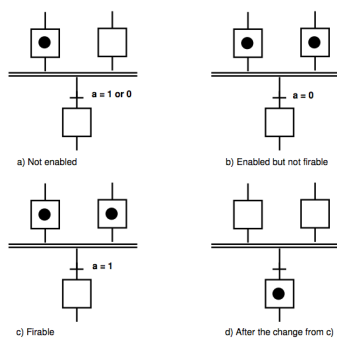 a = 1 or 0
a = 0
a) Not enabled
b) Enabled but not firable
a = 1
c) Firable
d) After the change from c)